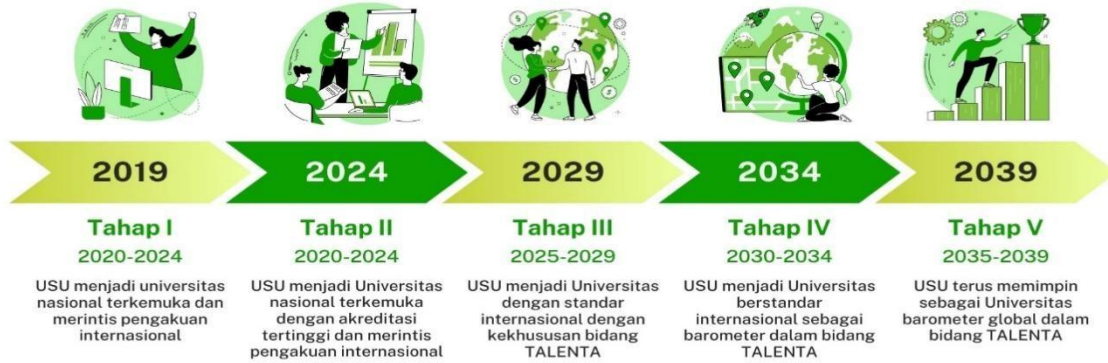 2019
2024
2029
2034
2039
Tahap I
2020-2024
USU menjadi universitas
nasional terkemuka dan
merintis pengakuan
internasional
Tahap II
2020-2024
USU menjadi Universitas
nasional terkemuka
dengan akreditasi
tertinggi dan merintis
pengakuan internasional
Tahap III
2025-2029
USU menjadi Universitas
dengan standar
internasional dengan
kekhususan bidang
TALENTA
Tahap IV
2030-2034
USU menjadi Universitas
berstandar
internasional sebagai
barometer dalam bidang
TALENTA
Tahap V
2035-2039
USU terus memimpin
sebagai Universitas
barometer global dalam
bidang TALENTA